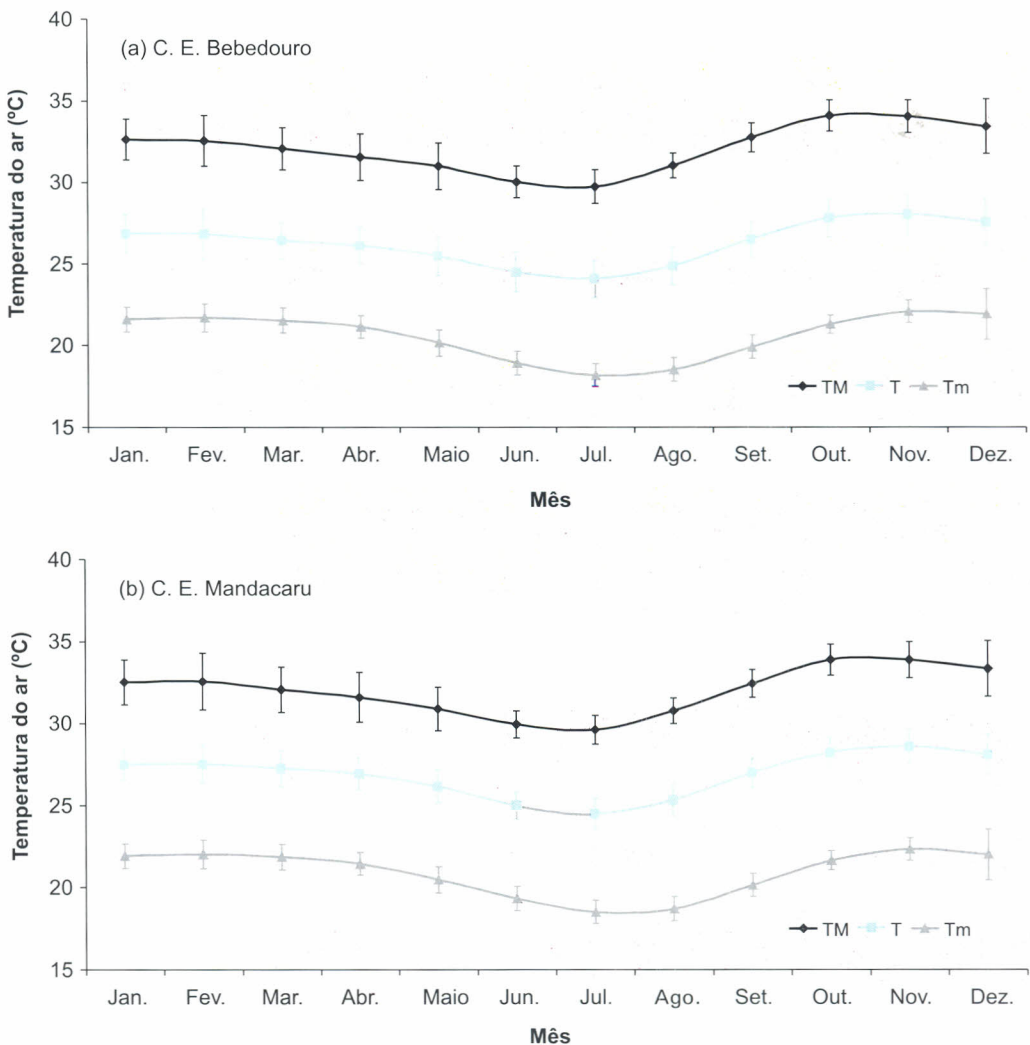 40
(a) C. E. Bebedouro
35
30
25
20
15
Temperatura do ar (ºC)
TM T Tm
Jan. Fev. Mar. Abr. Maio Jun. Jul. Ago. Set. Out. Nov. Dez.
Mês
40
(b) C. E. Mandacaru
35
30
25
20
15
Temperatura do ar (ºC)
TM T Tm
Jan. Fev. Mar. Abr. Maio Jun. Jul. Ago. Set. Out. Nov. Dez.
Mês